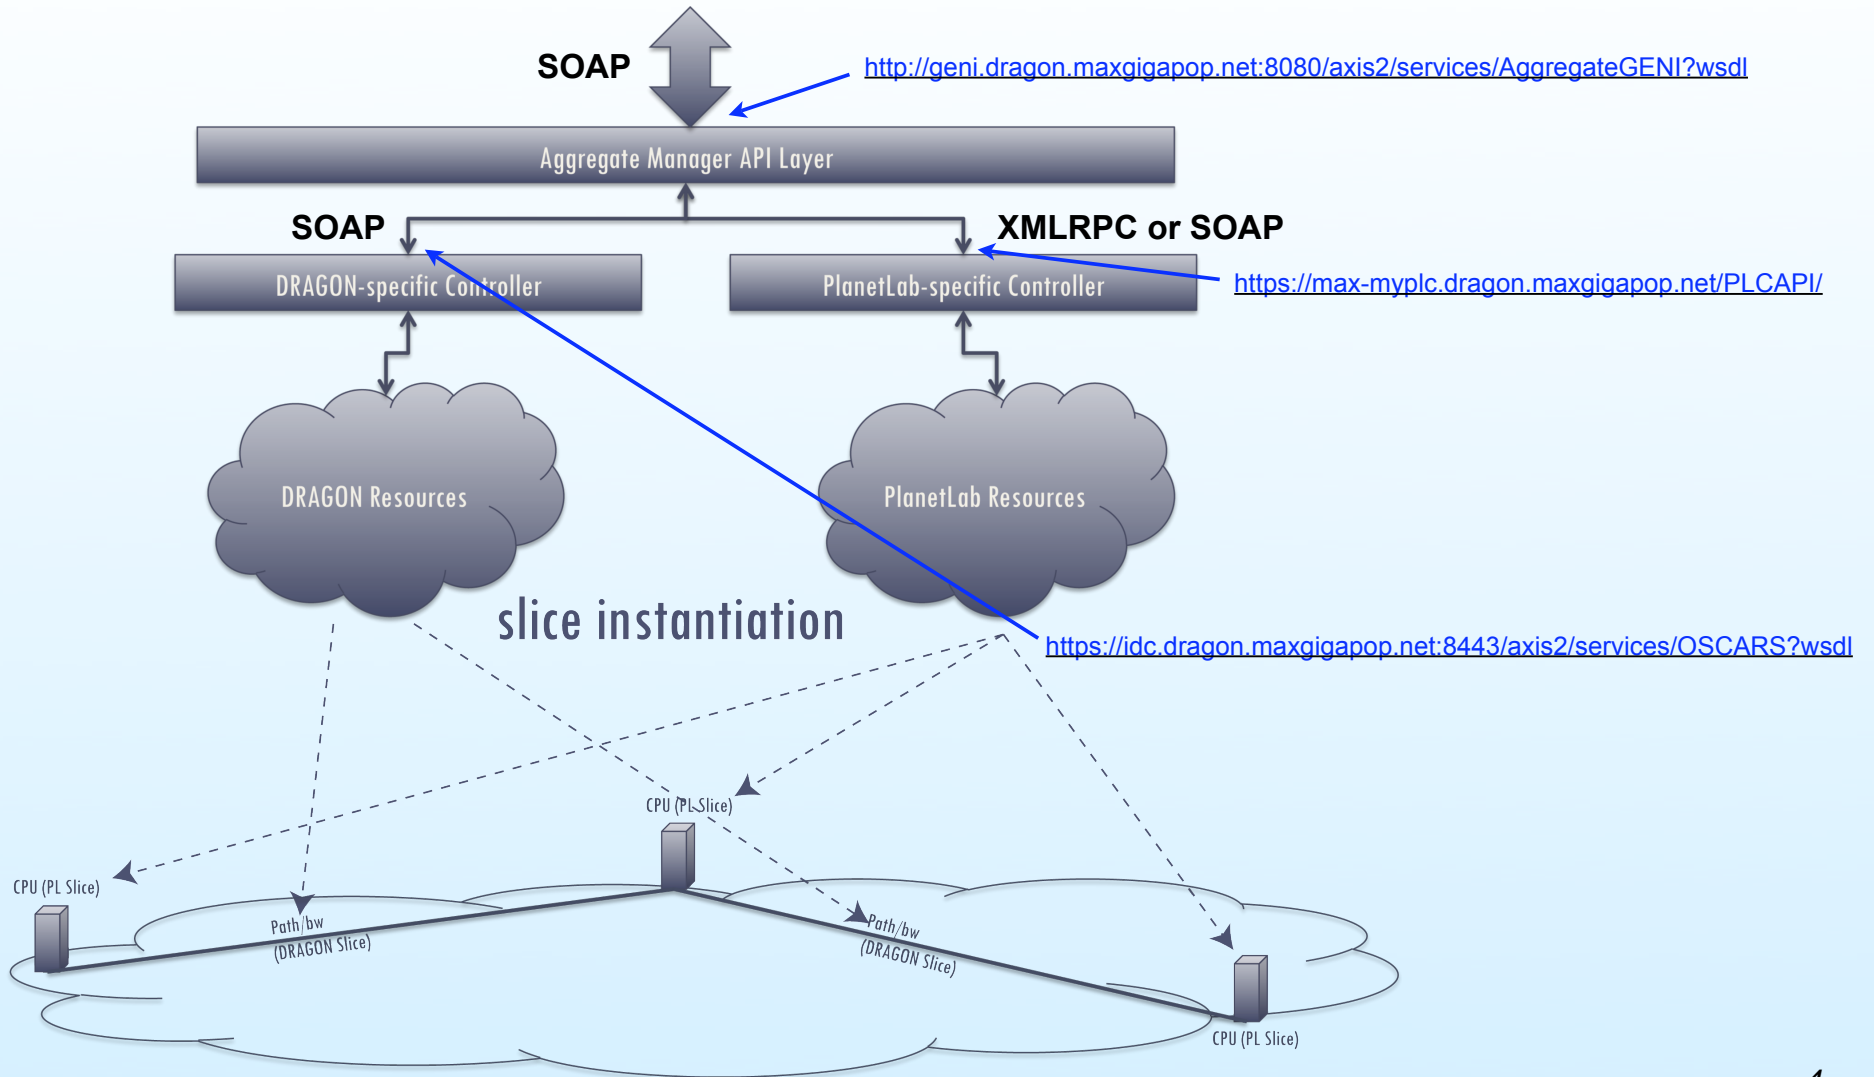 SOAP
http://geni.dragon.maxgigapop.net:8080/axis2/services/AggregateGENI?wsdl
Aggregate Manager API Layer
SOAP
XMLRPC or SOAP
DRAGON-specific Controller
PlanetLab-specific Controller
https://max-myplc.dragon.maxgigapop.net/PLCAPI/
DRAGON Resources
PlanetLab Resources
slice instantiation
https://idc.dragon.maxgigapop.net:8443/axis2/services/OSCARS?wsdl
CPU (PL Slice)
CPU (PL Slice)
Path/bw
(DRAGON Slice)
Path/bw
(DRAGON Slice)
CPU (PL Slice)